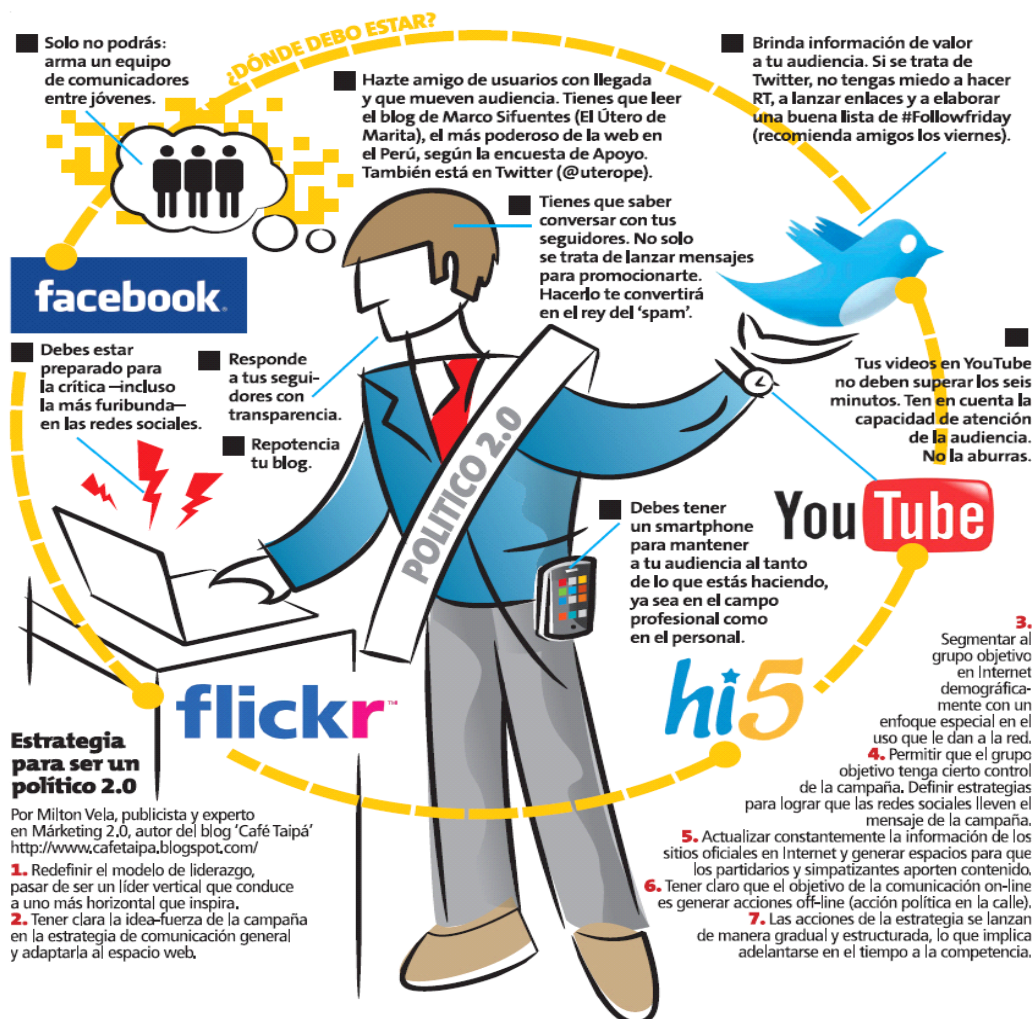 ¿DÓNDE DEBO ESTAR?
Solo no podrás:
arma un equipo
de comunicadores
entre jóvenes.
Hazte amigo de usuarios con llegada
y que mueven audiencia. Tienes que leer
el blog de Marco Sifuentes (El Útero de
Marita), el más poderoso de la web en
el Perú, según la encuesta de Apoyo.
También está en Twitter (@uterope).
Brinda información de valor
a tu audiencia. Si se trata de
Twitter, no tengas miedo a hacer
RT, a lanzar enlaces y a elaborar
una buena lista de #Followfriday
(recomienda amigos los viernes).
Tienes que saber
conversar con tus
seguidores. No solo
se trata de lanzar mensajes
para promocionarte.
Hacerlo te convertirá
en el rey del 'spam'.
facebook®
Debes estar
preparado para
la crítica —incluso
la más furibunda—
en las redes sociales.
Responde
a tus segui-
dores con
transparencia.
Repotencia
tu blog.
Tus videos en YouTube
no deben superar los seis
minutos. Ten en cuenta la
capacidad de atención
de la audiencia.
No la aburras.
POLITICO 2.0
YouTube
Debes tener
un smartphone
para mantener
a tu audiencia al tanto
de lo que estás haciendo,
ya sea en el campo
profesional como
en el personal.
flickr™
hi5
Estrategia
para ser un
político 2.0
Por Milton Vela, publicista y experto
en Márketing 2.0, autor del blog 'Café Taipá'
http://www.cafetaipa.blogspot.com/
1. Redefinir el modelo de liderazgo,
pasar de ser un líder vertical que conduce
a uno más horizontal que inspira.
2. Tener clara la idea-fuerza de la campaña
en la estrategia de comunicación general
y adaptarla al espacio web.
3.
Segmentar al
grupo objetivo
en Internet
demográfica-
mente con un
enfoque especial en el
uso que le dan a la red.
4. Permitir que el grupo
objetivo tenga cierto control
de la campaña. Definir estrategias
para lograr que las redes sociales lleven el
mensaje de la campaña.
5. Actualizar constantemente la información de los
sitios oficiales en Internet y generar espacios para que
los partidarios y simpatizantes aporten contenido.
6. Tener claro que el objetivo de la comunicación on-line
es generar acciones off-line (acción política en la calle).
7. Las acciones de la estrategia se lanzan
de manera gradual y estructurada, lo que implica
adelantarse en el tiempo a la competencia.